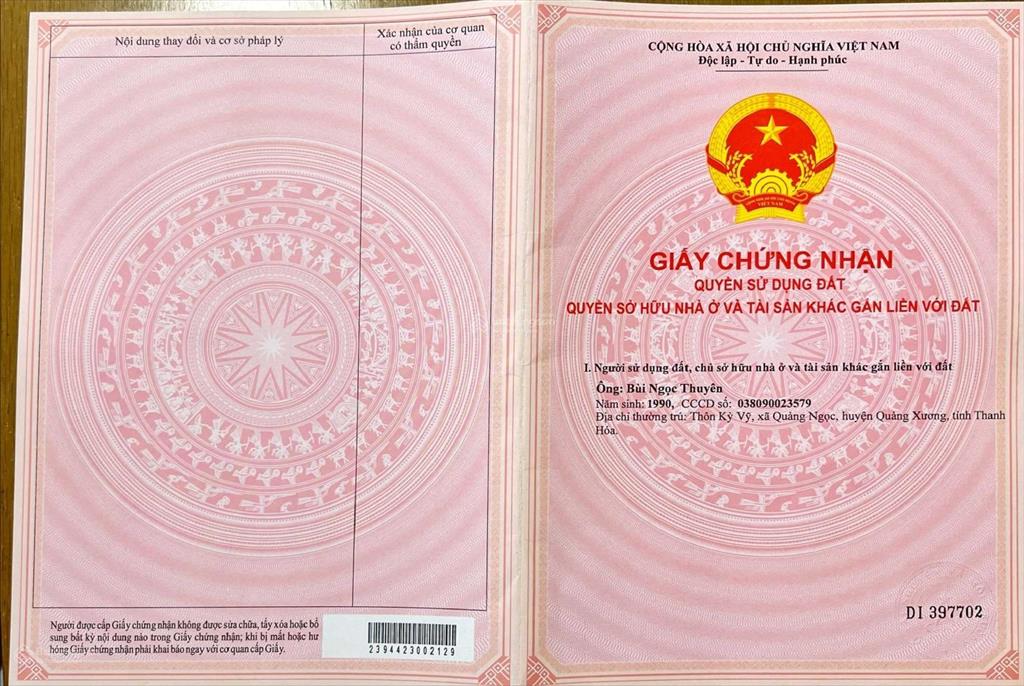 Nội dung thay đổi và cơ sở pháp lý
Xác nhận của cơ quan
có thẩm quyền
Người được cấp Giấy chứng nhận không được sửa chữa, tẩy xóa hoặc bổ
sung bất kỳ nội dung nào trong Giấy chứng nhận; khi bị mất hoặc hư
hỏng Giấy chứng nhận phải khai báo ngay với cơ quan cấp Giấy.
2394423002129
CỘNG HÒA XÃ HỘI CHỦ NGHĨA VIỆT NAM
Độc lập - Tự do - Hạnh phúc
VIỆT NAM
GIẤY CHỨNG NHẬN
QUYỀN SỬ DỤNG ĐẤT
QUYỀN SỞ HỮU NHÀ Ở VÀ TÀI SẢN KHÁC GẮN LIỀN VỚI ĐẤT
I. Người sử dụng đất, chủ sở hữu nhà ở và tài sản khác gắn liền với đất
Ông: Bùi Ngọc Thuyên
Năm sinh: 1990, CCCD số: 038090023579
Địa chỉ thường trú: Thôn Kỳ Vỹ, xã Quảng Ngọc, huyện Quảng Xương, tỉnh Thanh
Hóa.
DI 397702